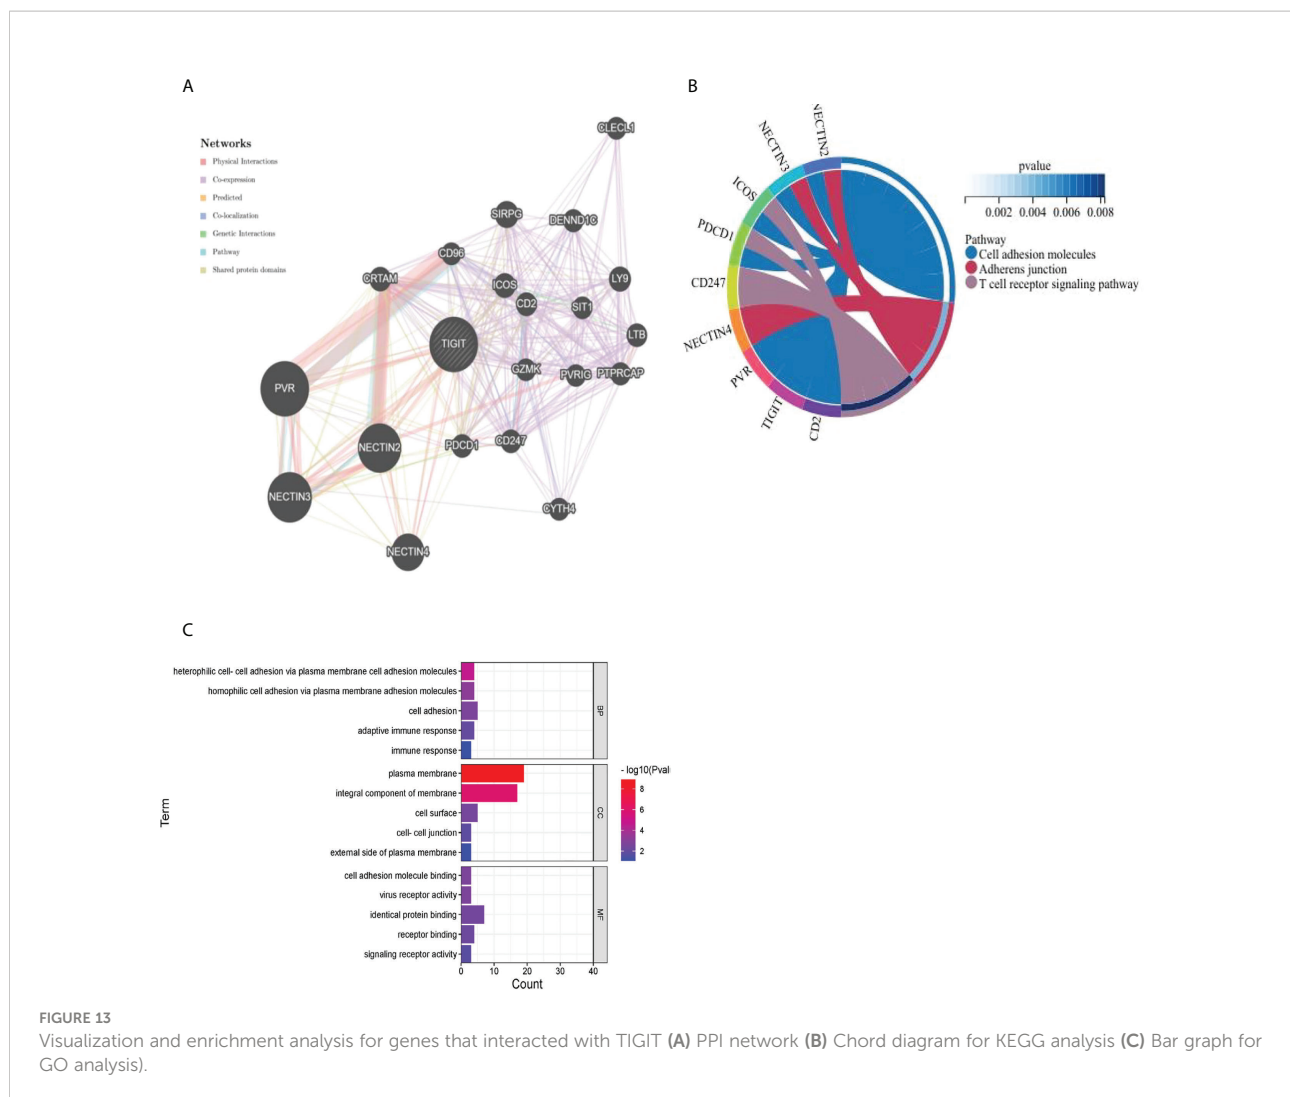 A
Networks
Physical Interactions
Co-expression
Predicted
Co-localization
Genetic Interactions
Pathway
Shared protein domains
CLECL1
SIRPG
DENND1C
CD96
CRTAM
ICOS
LY9
CD2
SIT1
LTB
TIGIT
GZMK
PVRIG
PTPRCAP
PVR
NECTIN2
PDCD1
CD247
NECTIN3
CYTH4
NECTIN4
B
NECTIN2
NECTIN3
ICOS
PDCD1
CD247
NECTIN4
PVR
TIGIT
CD2
pvalue
0.002 0.004 0.006 0.008
Pathway
Cell adhesion molecules
Adherens junction
T cell receptor signaling pathway
C
Term
heterophilic cell- cell adhesion via plasma membrane cell adhesion molecules
homophilic cell adhesion via plasma membrane adhesion molecules
cell adhesion
adaptive immune response
immune response
BP
plasma membrane
integral component of membrane
cell surface
cell- cell junction
external side of plasma membrane
CC
cell adhesion molecule binding
virus receptor activity
identical protein binding
receptor binding
signaling receptor activity
MF
0 10 20 30 40
Count
- log10(Pval
8
6
4
2
FIGURE 13
Visualization and enrichment analysis for genes that interacted with TIGIT (A) PPI network (B) Chord diagram for KEGG analysis (C) Bar graph for
GO analysis).